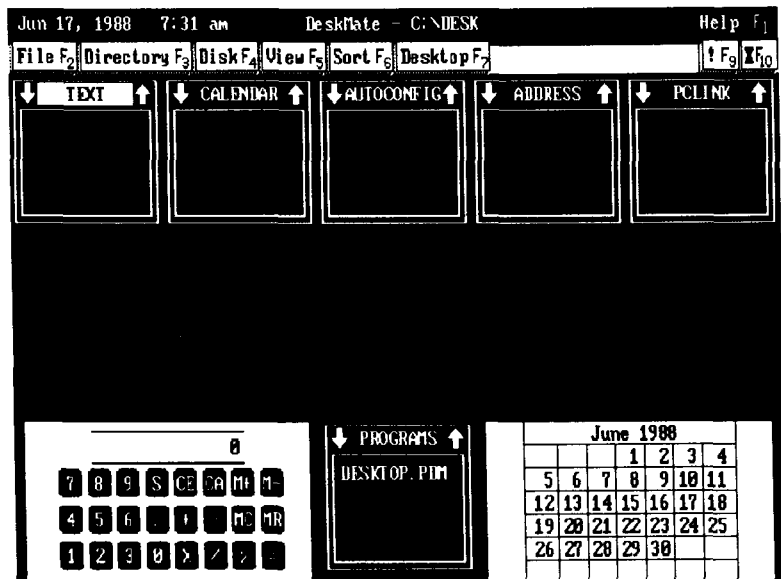 Jun 17, 1988 7:31 am DeskMate - C:\DESK Help F1
File F2 Directory F3 Disk F4 View F5 Sort F6 Desktop F7 ! F9 F10
TEXT CALENDAR AUTOCONFIG ADDRESS PCLINK
0
7 8 9 S CE CA M+ M-
4 5 6 . + - MC MR
1 2 3 0 X / =
PROGRAMS
DESKTOP.PDM
June 1988
1 2 3 4
5 6 7 8 9 10 11
12 13 14 15 16 17 18
19 20 21 22 23 24 25
26 27 28 29 30